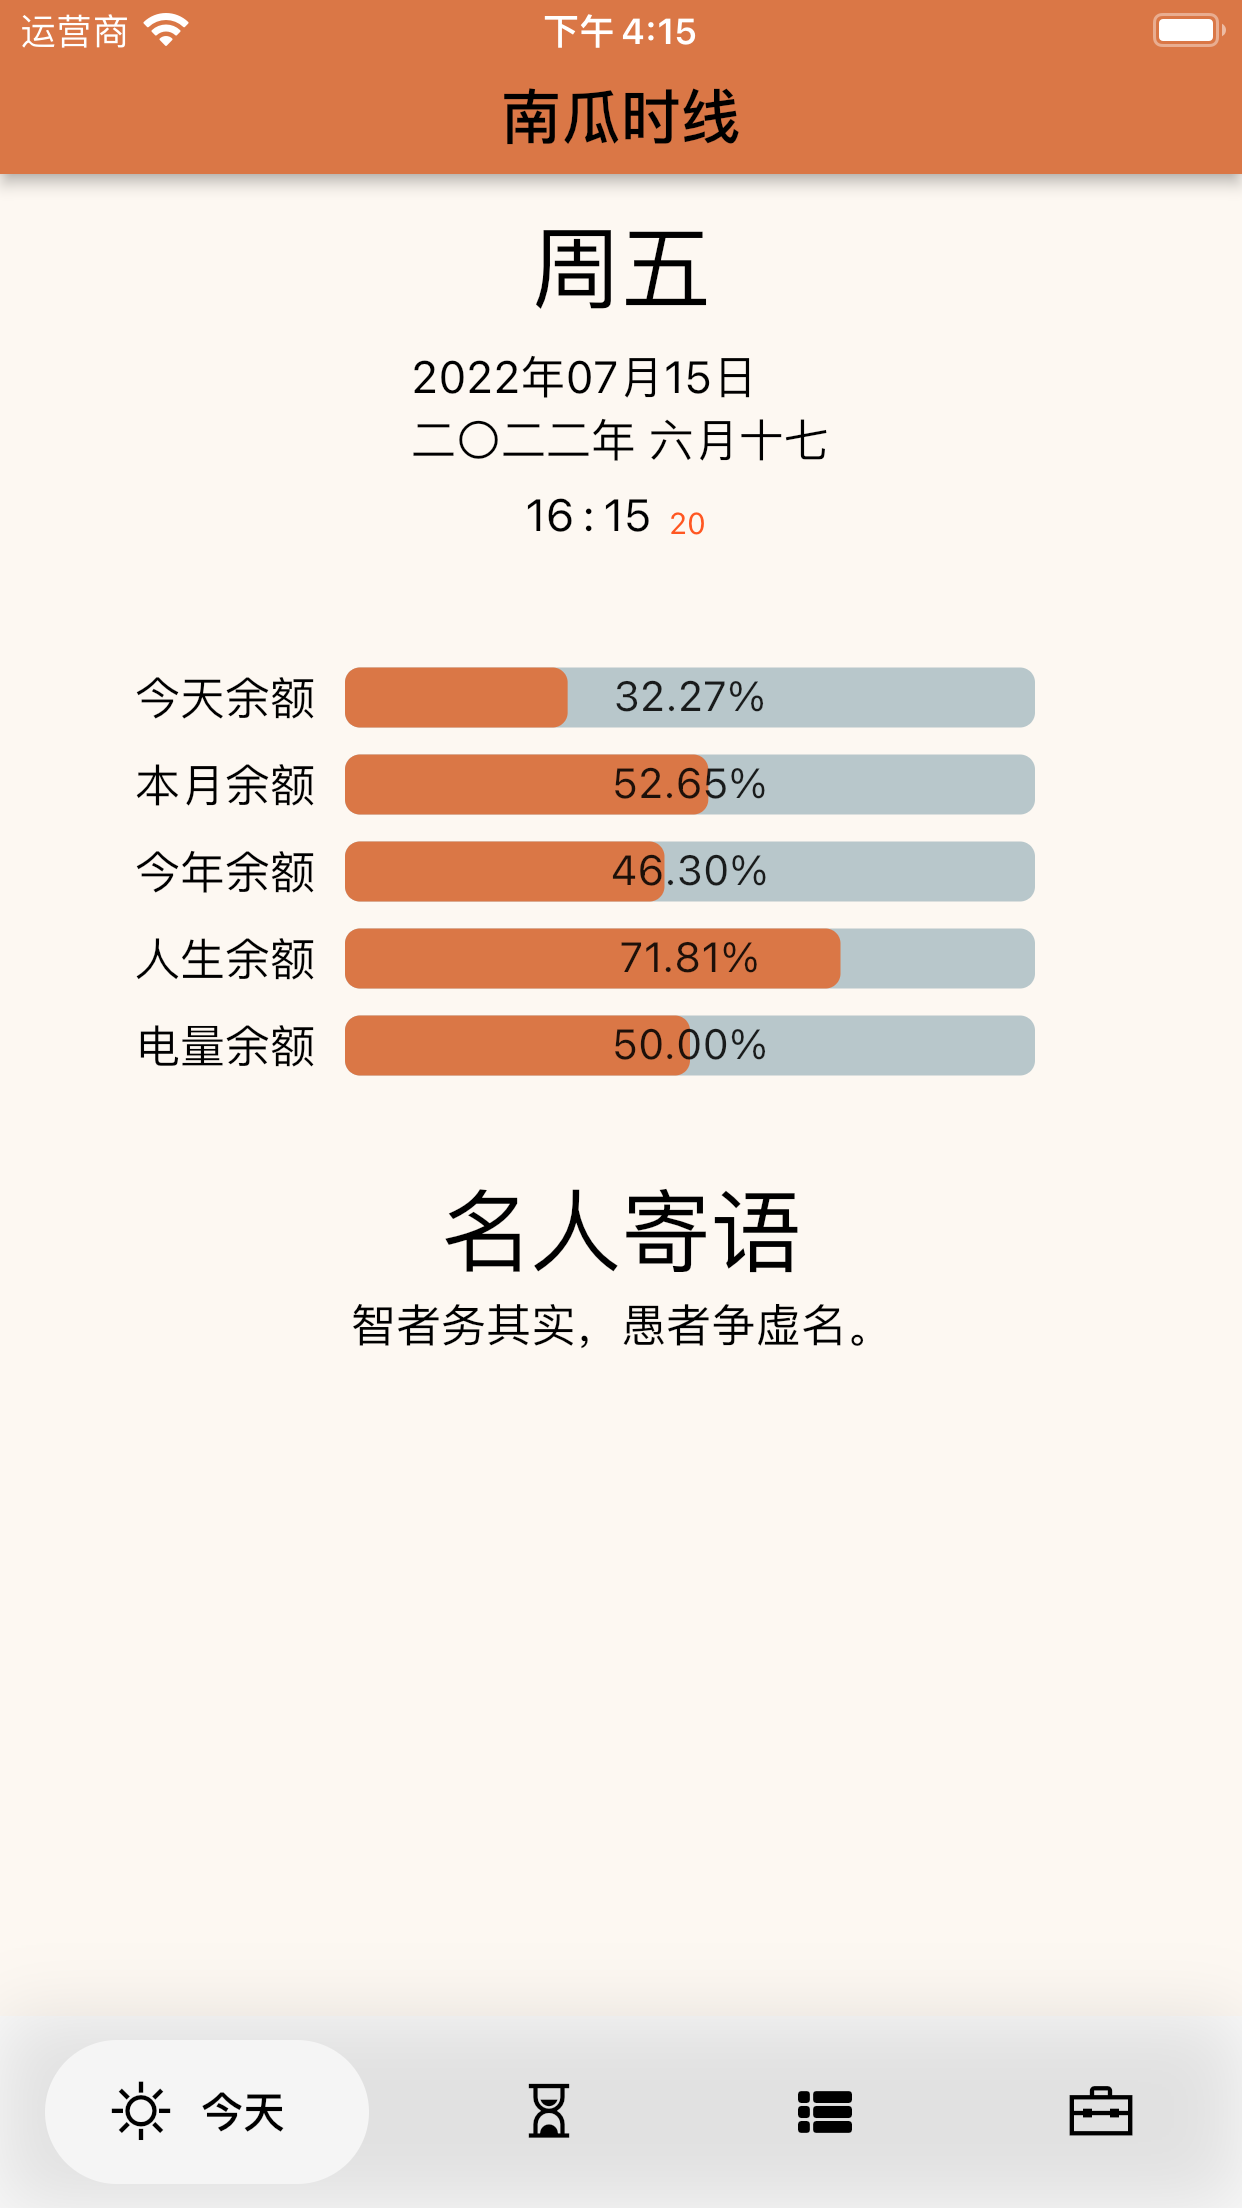 运营商 下午4:15
南瓜时线
周五
2022年07月15日
二〇二二年 六月十七
16:15 20
今天余额 32.27%
本月余额 52.65%
今年余额 46.30%
人生余额 71.81%
电量余额 50.00%
名人寄语
智者务其实，愚者争虚名。
今天